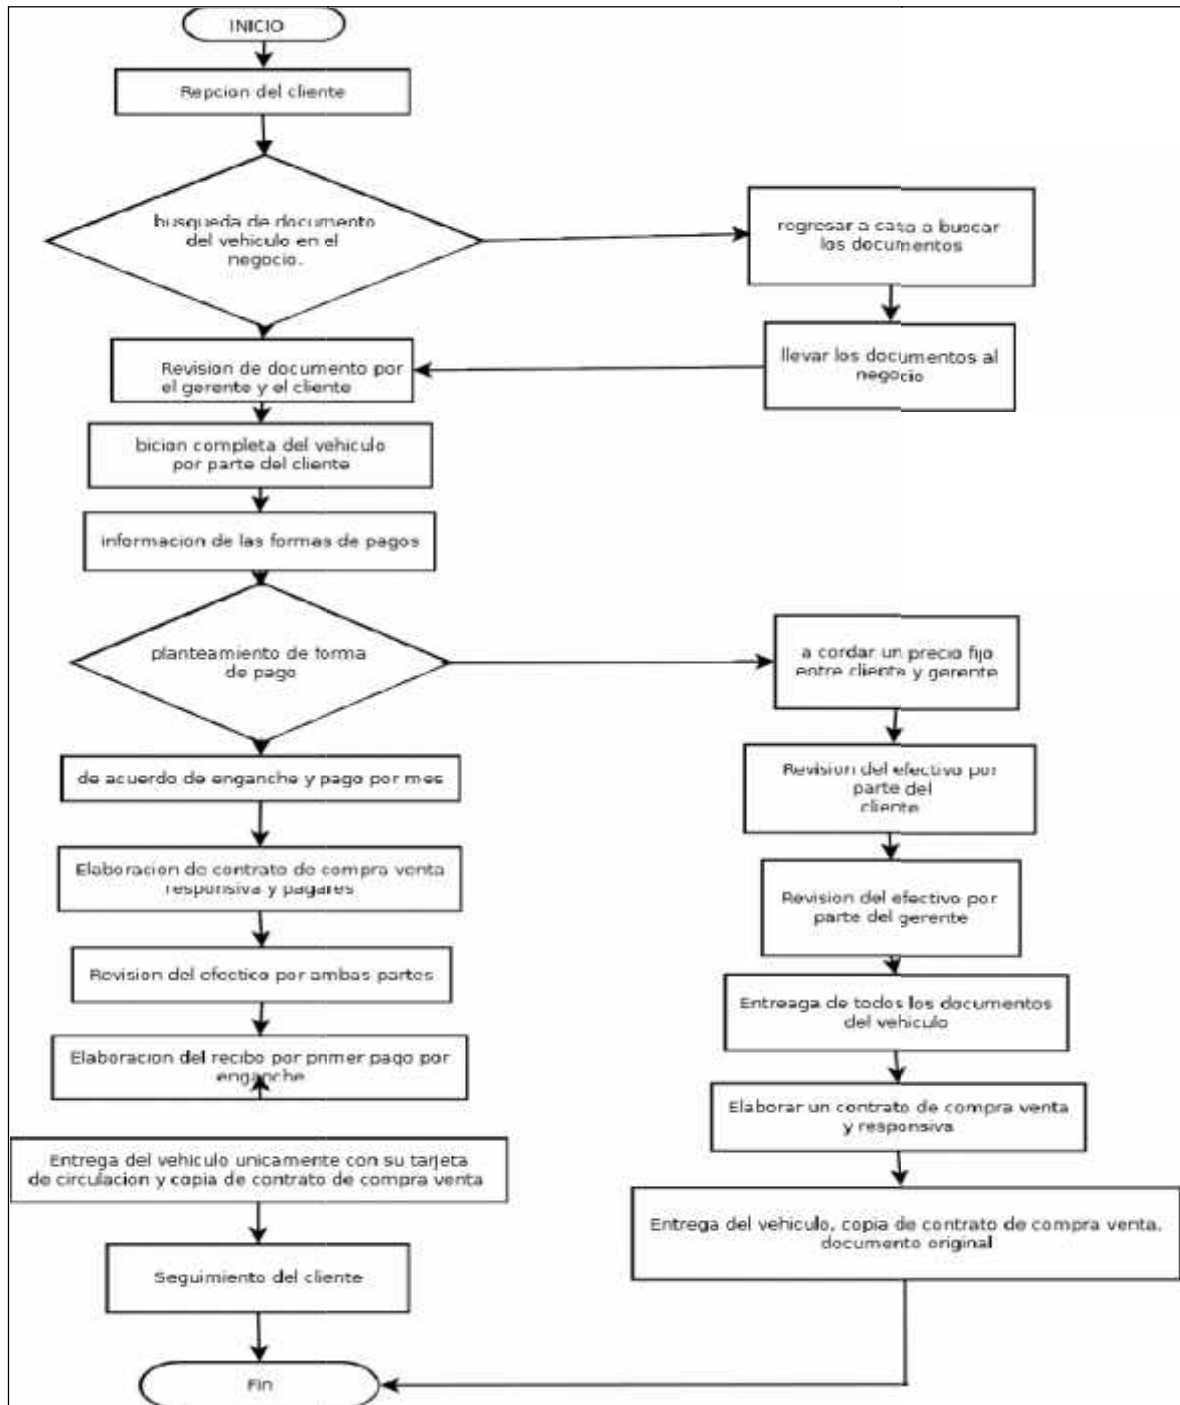 INICIO
Repcion del cliente
busqueda de documento
del vehiculo en el
negocio.
regresar a casa a buscar
los documentos
llevar los documentos al
negocio
Revision de documento por
el gerente y el cliente
bicion completa del vehiculo
por parte del cliente
informacion de las formas de pagos
planteamiento de forma
de pago
a cordar un precio fijo
entre cliente y gerente
de acuerdo de enganche y pago por mes
Revision del efectivo por
parte del
cliente
Elaboracion de contrato de compra venta
responsiva y pagares
Revision del efectivo por
parte del gerente
Revision del efectico por ambas partes
Entreaga de todos los documentos
del vehiculo
Elaboracion del recibo por primer pago por
enganche
Elaborar un contrato de compra venta
y responsiva
Entrega del vehiculo unicamente con su tarjeta
de circulacion y copia de contrato de compra venta
Entrega del vehiculo, copia de contrato de compra venta,
documento original
Seguimiento del cliente
Fin